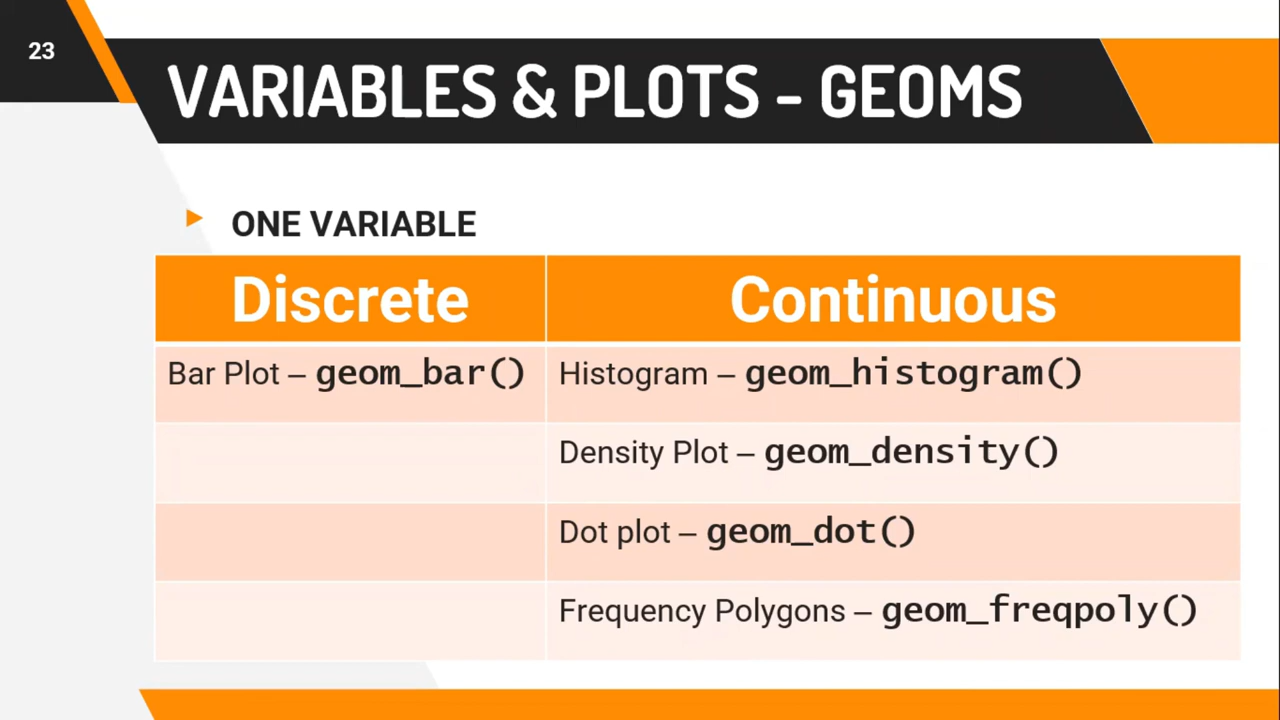 23
VARIABLES & PLOTS – GEOMS
ONE VARIABLE
Discrete
Continuous
Bar Plot – geom_bar()
Histogram – geom_histogram()
Density Plot – geom_density()
Dot plot – geom_dot()
Frequency Polygons – geom_freqpoly()